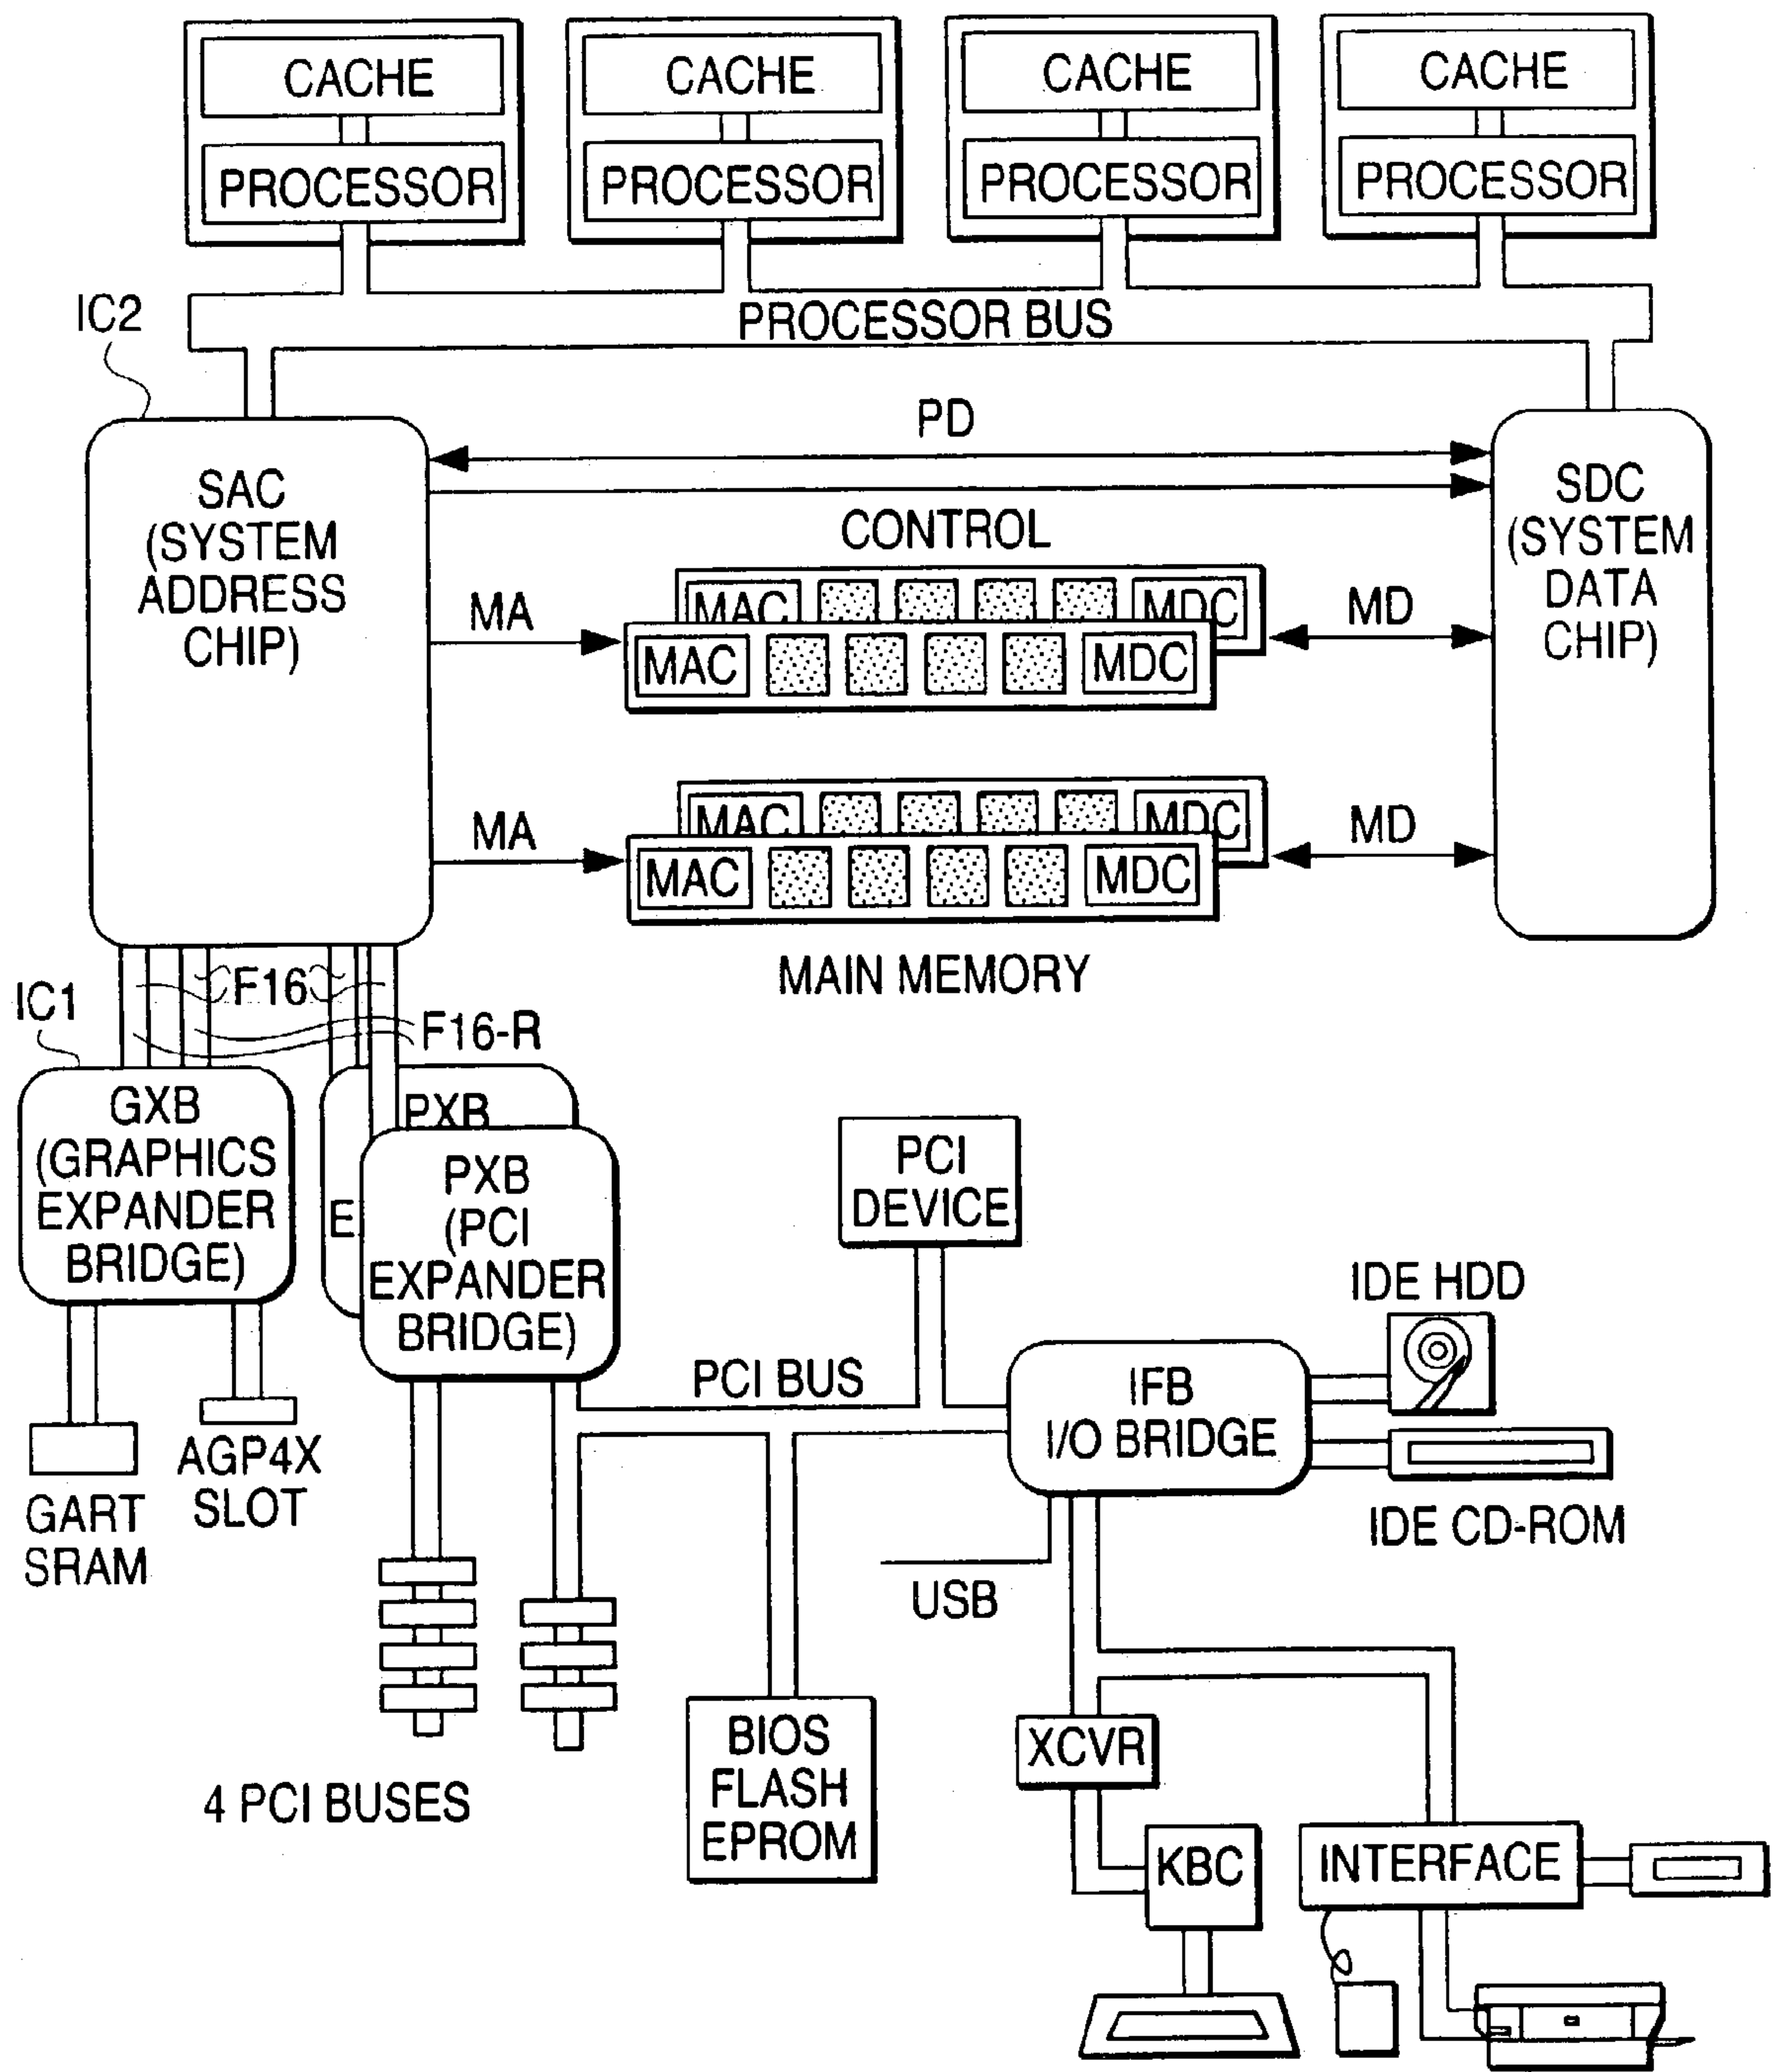 CACHE
CACHE
CACHE
CACHE
PROCESSOR
PROCESSOR
PROCESSOR
PROCESSOR
PROCESSOR BUS
IC2
SAC
(SYSTEM
ADDRESS
CHIP)
PD
CONTROL
SDC
(SYSTEM
DATA
CHIP)
MA
MAC
MDC
MAC
MDC
MD
MA
MAC
MDC
MAC
MDC
MD
MAIN MEMORY
F16
F16-R
IC1
GXB
(GRAPHICS
EXPANDER
BRIDGE)
PXB
E
PXB
(PCI
EXPANDER
BRIDGE)
PCI
DEVICE
PCI BUS
IFB
I/O BRIDGE
IDE HDD
IDE CD-ROM
GART
SRAM
AGP4X
SLOT
USB
4 PCI BUSES
BIOS
FLASH
EPROM
XCVR
KBC
INTERFACE